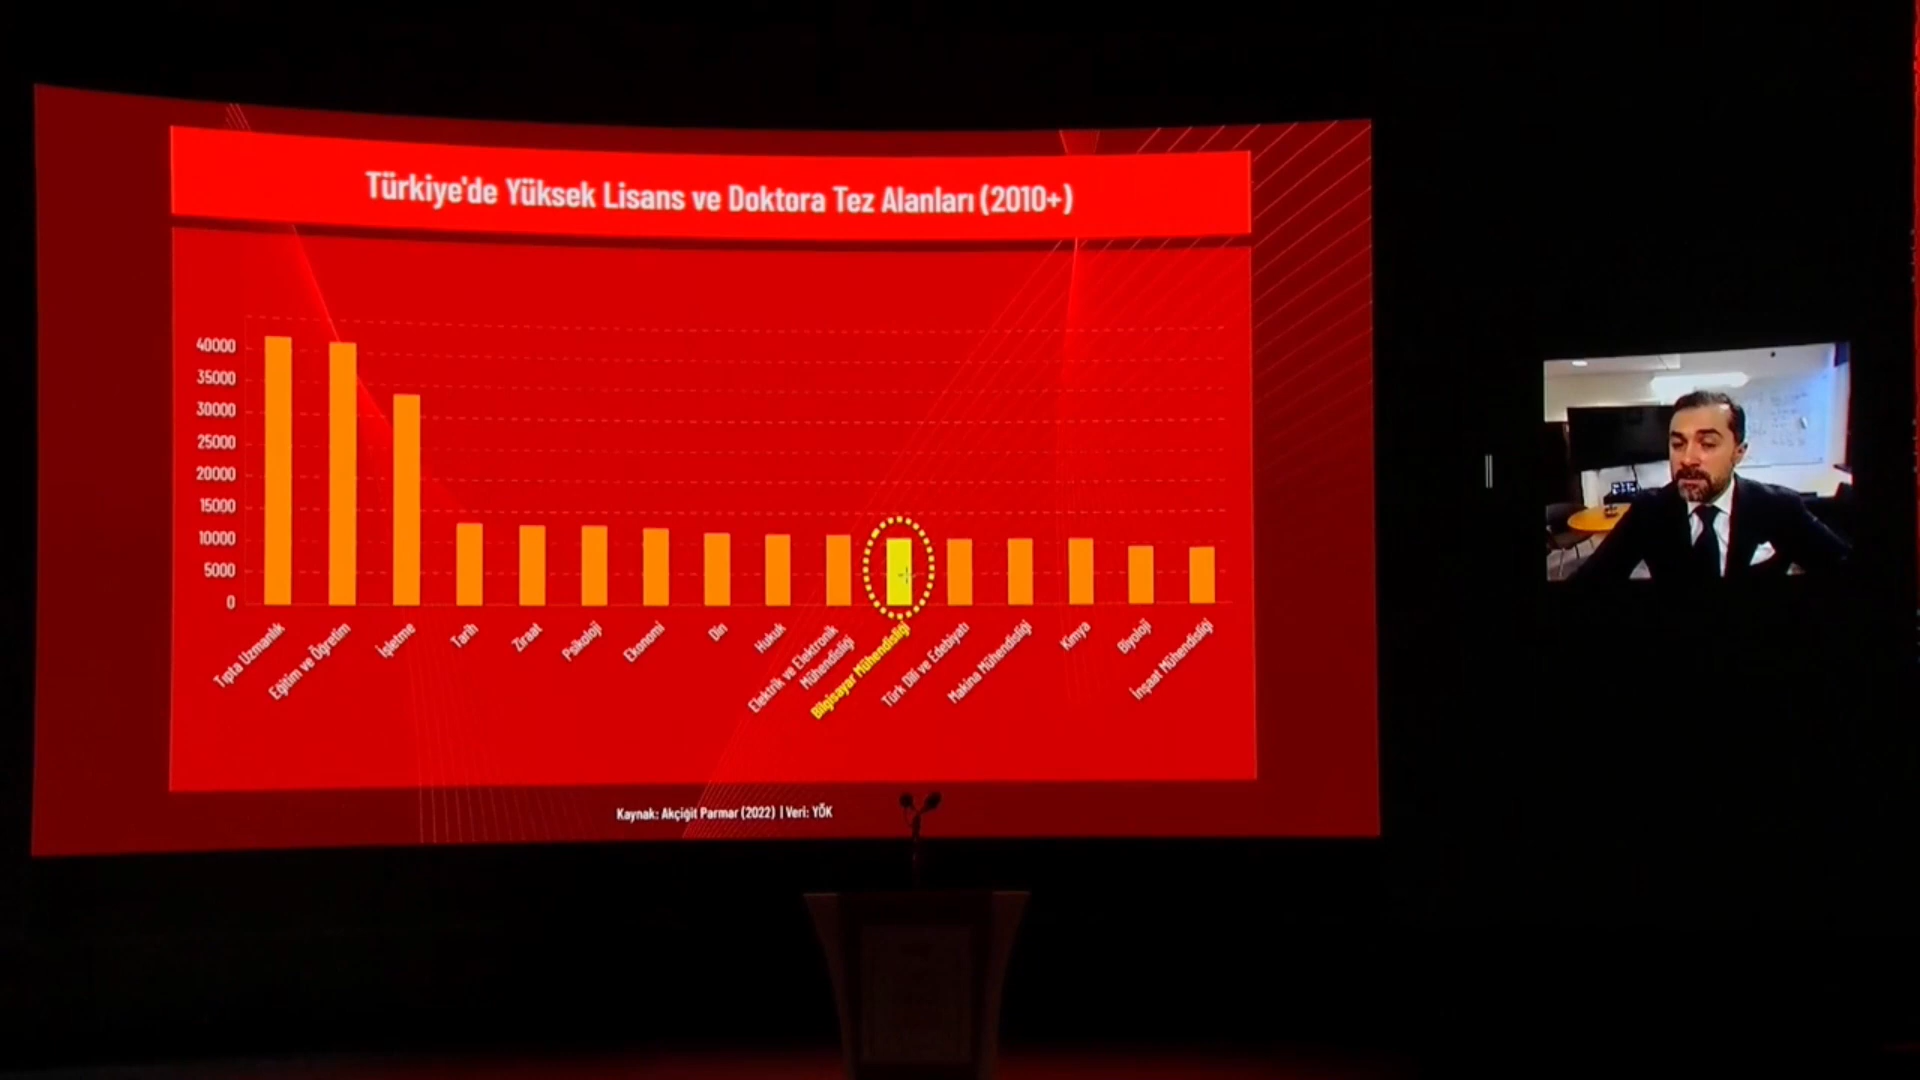 Türkiye'de Yüksek Lisans ve Doktora Tez Alanları (2010+)
40000
35000
30000
25000
20000
15000
10000
5000
0
Tıpta Uzmanlık
Eğitim ve Öğretim
İşletme
Tarih
Ziraat
Psikoloji
Ekonomi
Din
Hukuk
Elektrik ve Elektronik
Mühendisliği
Bilgisayar Mühendisliği
Türk Dili ve Edebiyatı
Makina Mühendisliği
Kimya
Biyoloji
İnşaat Mühendisliği
Kaynak: Akçiğit Parmar (2022) | Veri: YÖK